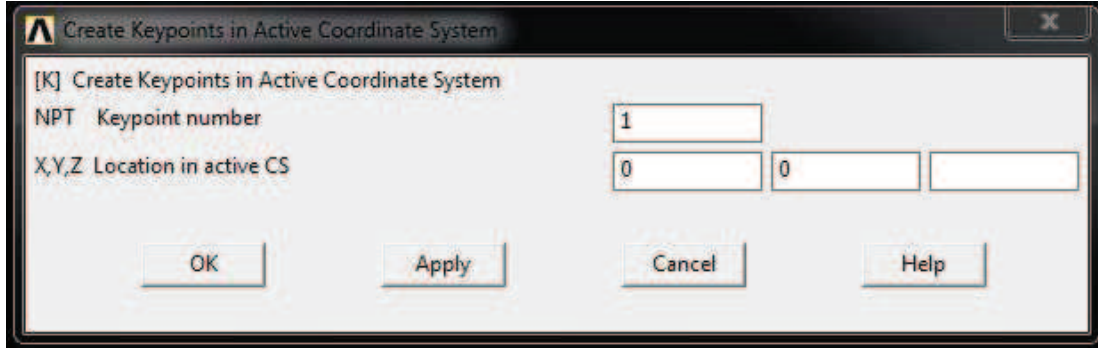 Create Keypoints in Active Coordinate System
[K] Create Keypoints in Active Coordinate System
NPT Keypoint number 1
X,Y,Z Location in active CS 0 0
OK Apply Cancel Help